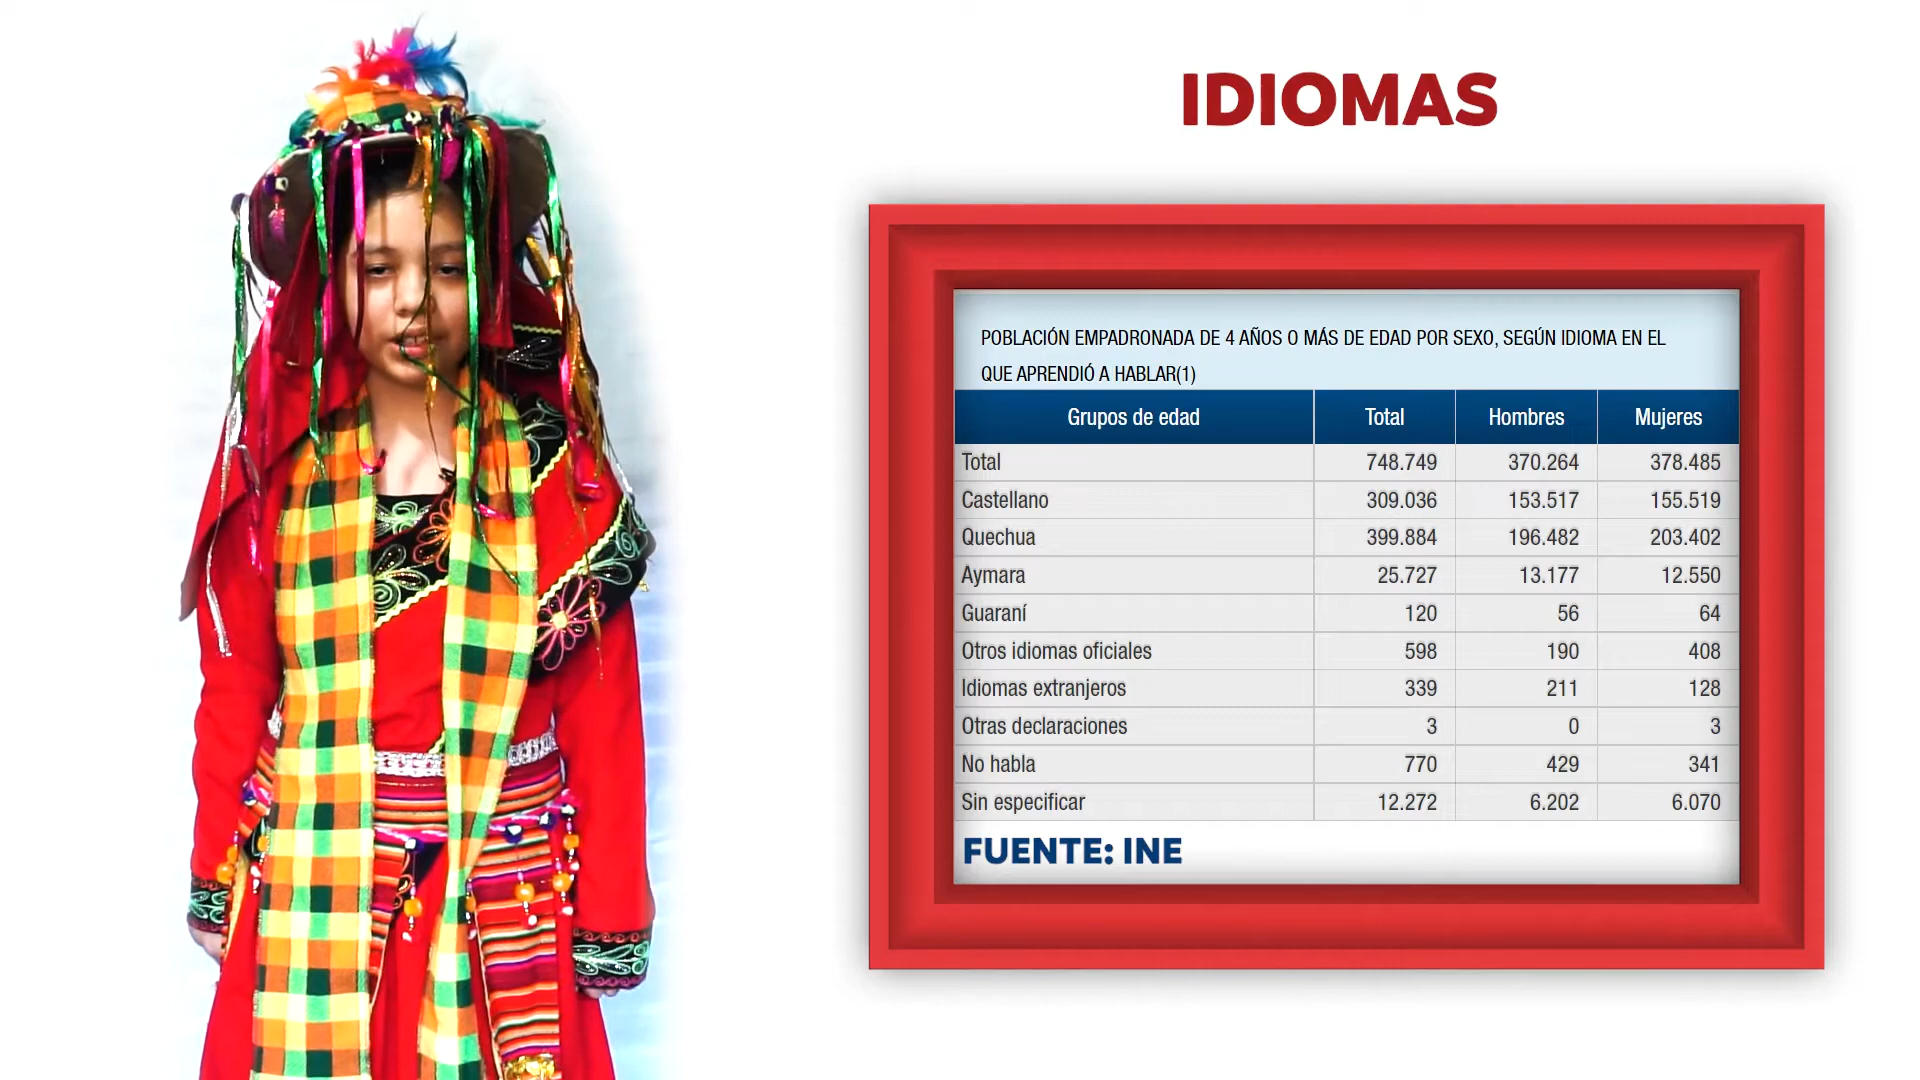 IDIOMAS
POBLACIÓN EMPADRONADA DE 4 AÑOS O MÁS DE EDAD POR SEXO, SEGÚN IDIOMA EN EL
QUE APRENDIÓ A HABLAR(1)
Grupos de edad Total Hombres Mujeres
Total 748.749 370.264 378.485
Castellano 309.036 153.517 155.519
Quechua 399.884 196.482 203.402
Aymara 25.727 13.177 12.550
Guaraní 120 56 64
Otros idiomas oficiales 598 190 408
Idiomas extranjeros 339 211 128
Otras declaraciones 3 0 3
No habla 770 429 341
Sin especificar 12.272 6.202 6.070
FUENTE: INE